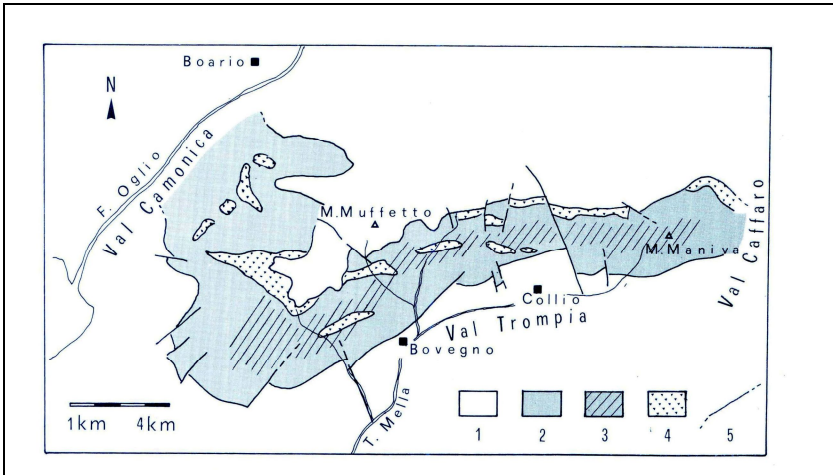 Boario
N
F. Oglio
Val Camonica
M.Muffetto
M.Maniva
Val Caffaro
Collio
Val Trompia
Bovegno
T. Mella
1km 4km
1 2 3 4 5